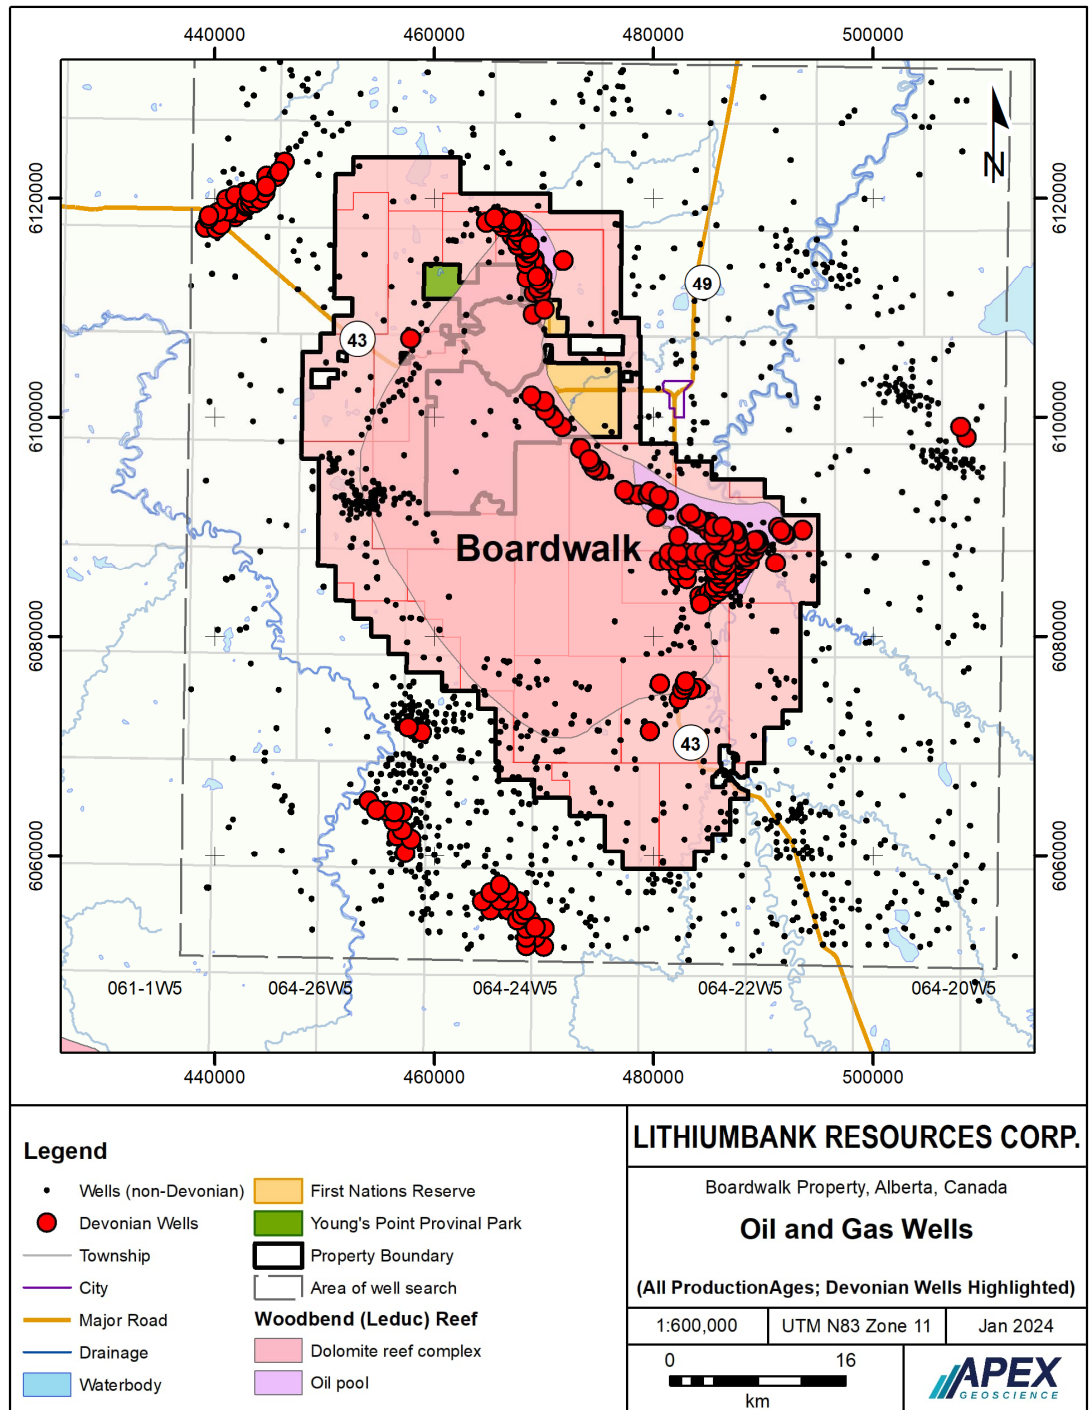 440000 460000 480000 500000
6120000 6120000
N
49
43
6100000 6100000
Boardwalk
6080000 6080000
43
6060000 6060000
061-1W5 064-26W5 064-24W5 064-22W5 064-20W5
440000 460000 480000 500000
Legend
Wells (non-Devonian)
Devonian Wells
Township
City
Major Road
Drainage
Waterbody
First Nations Reserve
Young's Point Provinal Park
Property Boundary
Area of well search
Woodbend (Leduc) Reef
Dolomite reef complex
Oil pool
LITHIUMBANK RESOURCES CORP.
Boardwalk Property, Alberta, Canada
Oil and Gas Wells
(All ProductionAges; Devonian Wells Highlighted)
1:600,000 UTM N83 Zone 11 Jan 2024
0 16
km
APEX
GEOSCIENCE